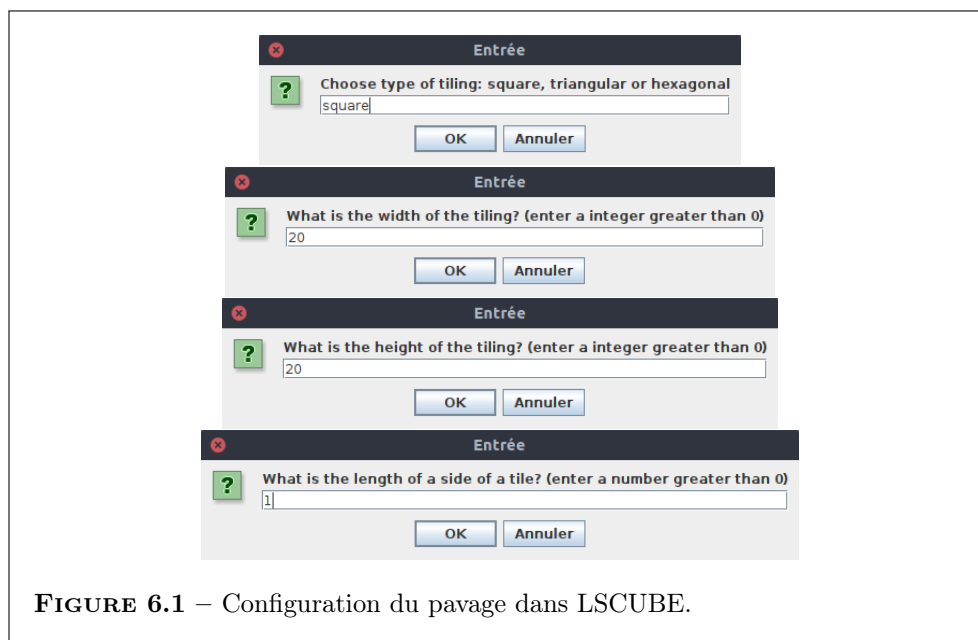 Entrée
Choose type of tiling: square, triangular or hexagonal
square
OK Annuler
Entrée
What is the width of the tiling? (enter a integer greater than 0)
20
OK Annuler
Entrée
What is the height of the tiling? (enter a integer greater than 0)
20
OK Annuler
Entrée
What is the length of a side of a tile? (enter a number greater than 0)
1
OK Annuler
FIGURE 6.1 – Configuration du pavage dans LSCUBE.